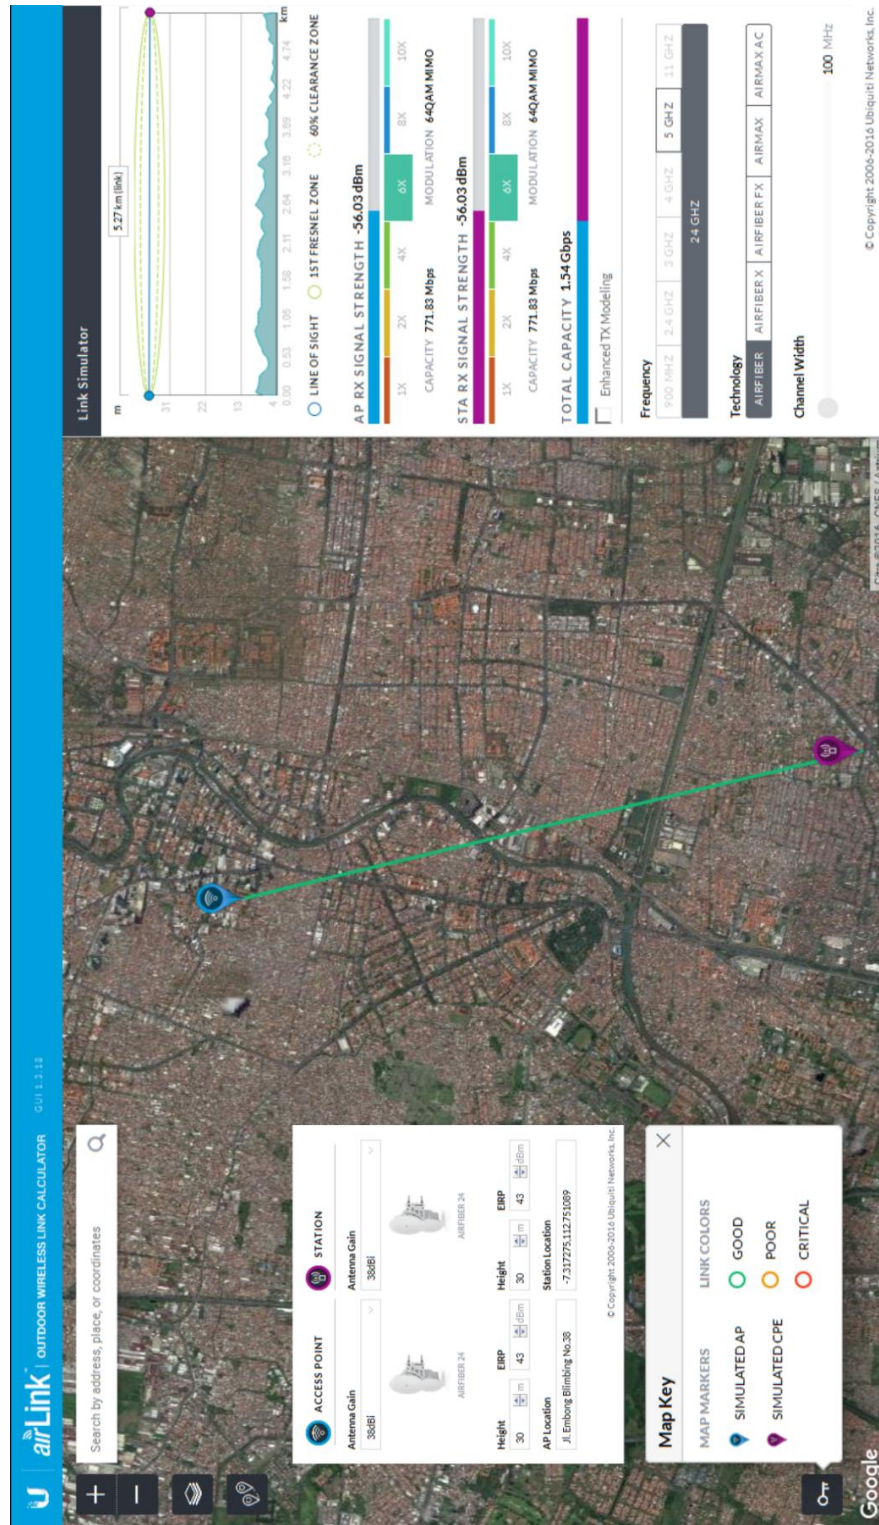 airLink | OUTDOOR WIRELESS LINK CALCULATOR GUI 1.2.12
+
−
Search by address, place, or coordinates
ACCESS POINT
Antenna Gain
38dBi
AIRFIBER 24
Height EIRP
30 m 43 dBm
AP Location
Jl. Embong Blimbing No.38
STATION
Antenna Gain
38dBi
AIRFIBER 24
Height EIRP
30 m 43 dBm
Station Location
-7.317275,112.751089
© Copyright 2006-2016 Ubiquiti Networks, Inc.
Map Key
MAP MARKERS
SIMULATED AP
SIMULATED CPE
LINK COLORS
GOOD
POOR
CRITICAL
Google
Link Simulator
m
5.27 km (link)
31
22
13
4
0.00 0.53 1.05 1.58 2.11 2.64 3.16 3.69 4.22 4.74 km
LINE OF SIGHT 1ST FRESNEL ZONE 60% CLEARANCE ZONE
AP RX SIGNAL STRENGTH -56.03 dBm
1X 2X 4X 6X 8X 10X
CAPACITY 771.83 Mbps MODULATION 64QAM MIMO
STA RX SIGNAL STRENGTH -56.03 dBm
1X 2X 4X 6X 8X 10X
CAPACITY 771.83 Mbps MODULATION 64QAM MIMO
TOTAL CAPACITY 1.54 Gbps
Enhanced TX Modeling
Frequency
900 MHZ 2.4 GHZ 3 GHZ 4 GHZ 5 GHZ 11 GHZ
24 GHZ
Technology
AIRFIBER AIRFIBER X AIRFIBER FX AIRMAX AIRMAX AC
Channel Width
100 MHz
© Copyright 2006-2016 Ubiquiti Networks, Inc.